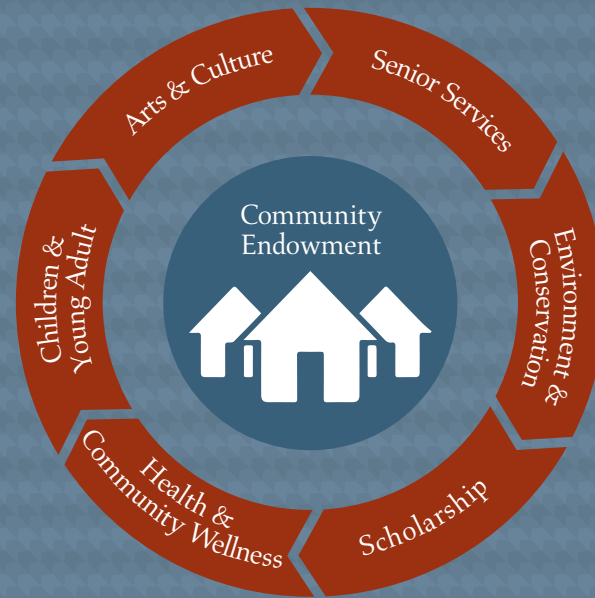 Arts & Culture
Senior Services
Environment &
Conservation
Scholarship
Health &
Community Wellness
Children &
Young Adult
Community
Endowment